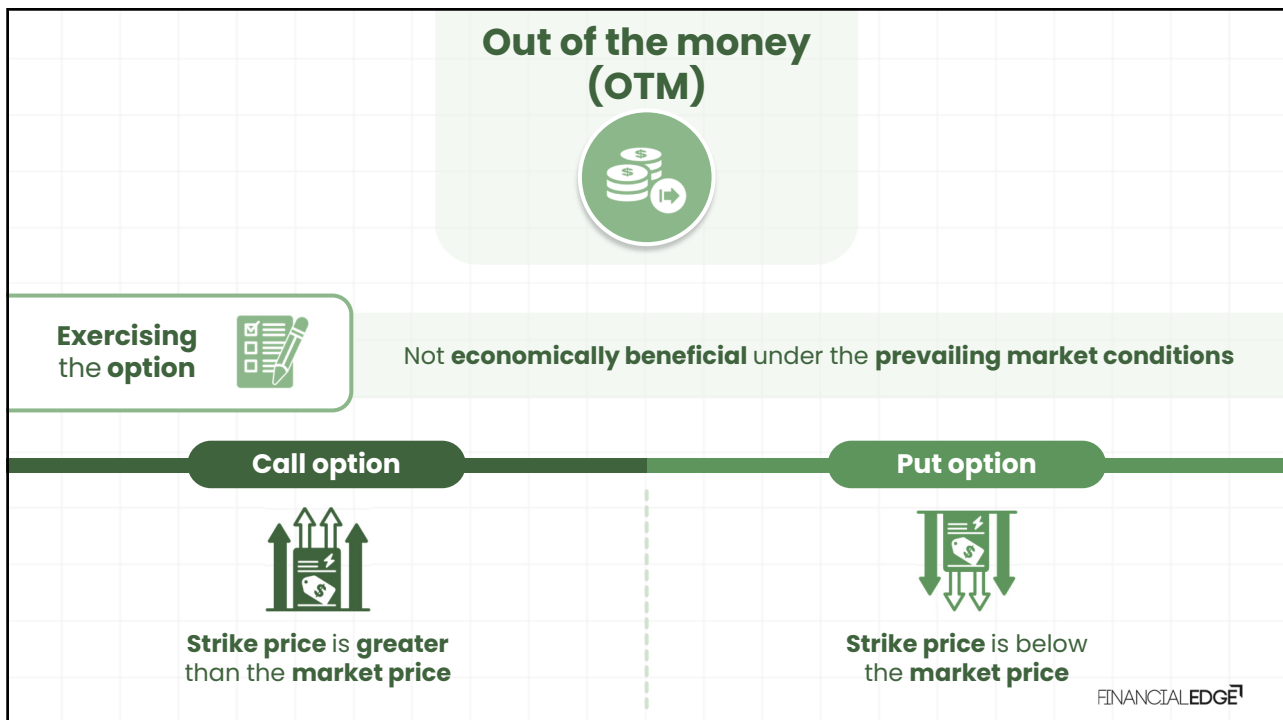 Out of the money
(OTM)
Exercising
the option
Not economically beneficial under the prevailing market conditions
Call option
Put option
Strike price is greater
than the market price
Strike price is below
the market price
FINANCIALEDGE